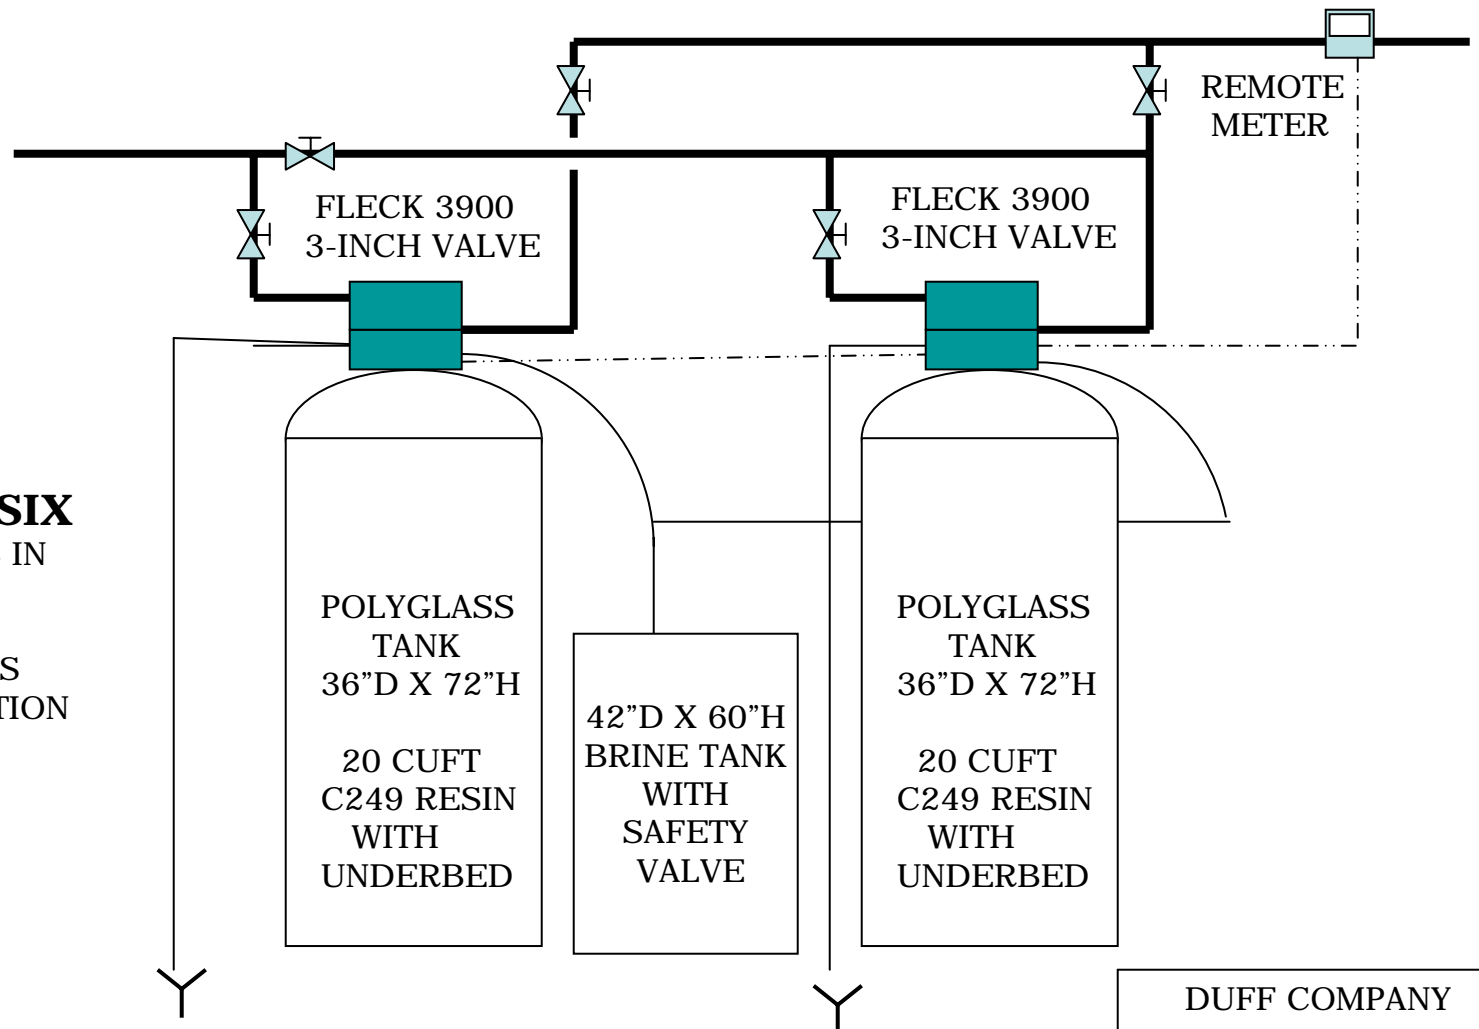 REMOTE
METER
FLECK 3900
3-INCH VALVE
FLECK 3900
3-INCH VALVE
SIX
IN
S
TION
POLYGLASS
TANK
36”D X 72”H
20 CUFT
C249 RESIN
WITH
UNDERBED
42”D X 60”H
BRINE TANK
WITH
SAFETY
VALVE
POLYGLASS
TANK
36”D X 72”H
20 CUFT
C249 RESIN
WITH
UNDERBED
DUFF COMPANY